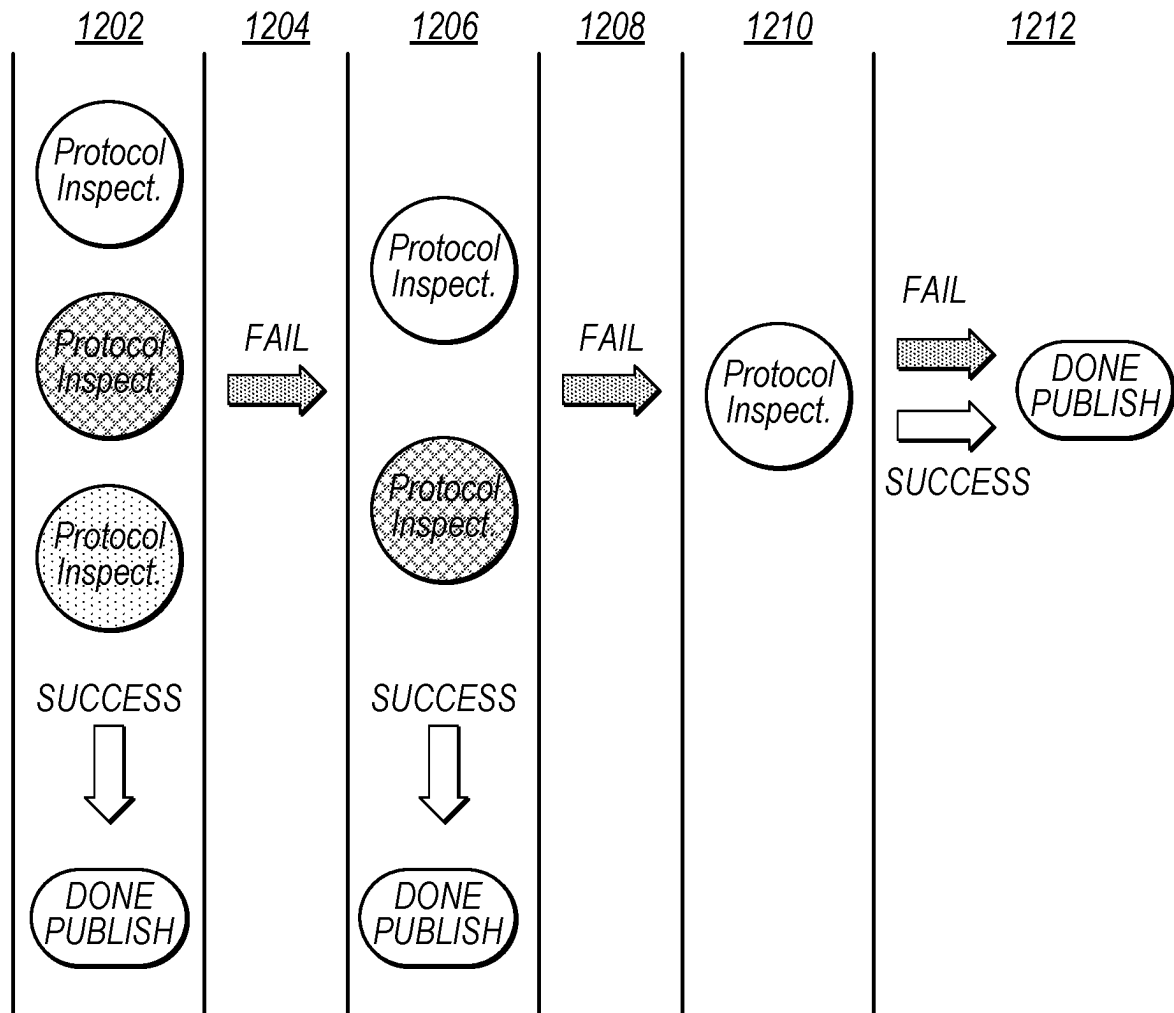 1202
1204
1206
1208
1210
1212
Protocol
Inspect.
Protocol
Inspect.
Protocol
Inspect.
SUCCESS
DONE
PUBLISH
FAIL
Protocol
Inspect.
Protocol
Inspect.
SUCCESS
DONE
PUBLISH
FAIL
Protocol
Inspect.
FAIL
SUCCESS
DONE
PUBLISH